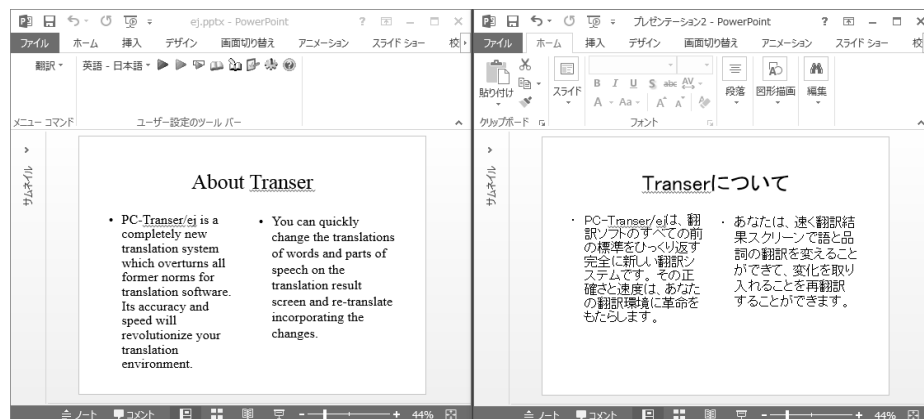 ej.pptx - PowerPoint
ファイル ホーム 挿入 デザイン 画面切り替え アニメーション スライド ショー 校
翻訳 英語 - 日本語
メニュー コマンド ユーザー設定のツール バー
サムネイル
About Transer
• PC-Transer/ej is a
completely new
translation system
which overturns all
former norms for
translation software.
Its accuracy and
speed will
revolutionize your
translation
environment.
• You can quickly
change the translations
of words and parts of
speech on the
translation result
screen and re-translate
incorporating the
changes.
ノート コメント 44%
プレゼンテーション2 - PowerPoint
ファイル ホーム 挿入 デザイン 画面切り替え アニメーション スライド ショー 校
貼り付け スライド B I U S abc AV 段落 図形描画 編集
A Aa A A
クリップボード フォント
サムネイル
Transerについて
・ PC-Transer/ejは、翻
訳ソフトのすべての前
の標準をひっくり返す
完全に新しい翻訳シ
ステムです。その正
確さと速度は、あなた
の翻訳環境に革命を
もたらします。
・ あなたは、速く翻訳結
果スクリーンで語と品
詞の翻訳を変えること
ができて、変化を取り
入れることを再翻訳
することができます。
ノート コメント 44%